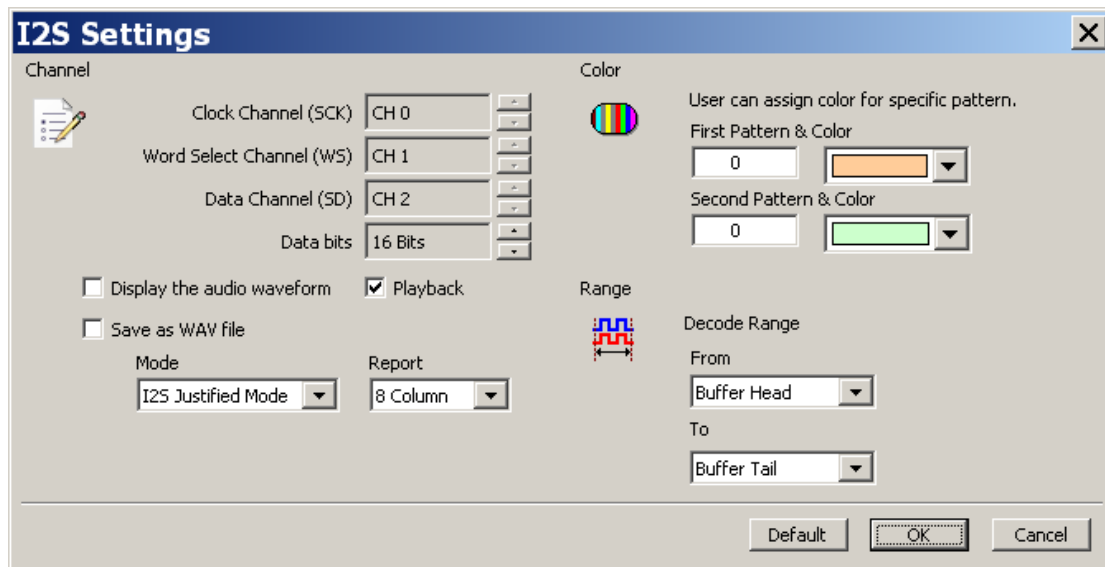 I2S Settings
Channel
Clock Channel (SCK) CH 0
Word Select Channel (WS) CH 1
Data Channel (SD) CH 2
Data bits 16 Bits
Display the audio waveform Playback
Save as WAV file
Mode Report
I2S Justified Mode 8 Column
Color
User can assign color for specific pattern.
First Pattern & Color
0
Second Pattern & Color
0
Range
Decode Range
From
Buffer Head
To
Buffer Tail
Default OK Cancel